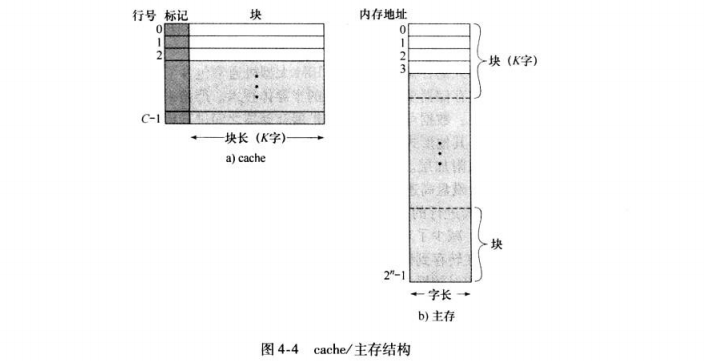 行号 标记 块
0
1
2
C-1
块长（K字）
a) cache
内存地址
0
1
2
3
块（K字）
块
2ⁿ-1
字长
b) 主存
图 4-4 cache/主存结构